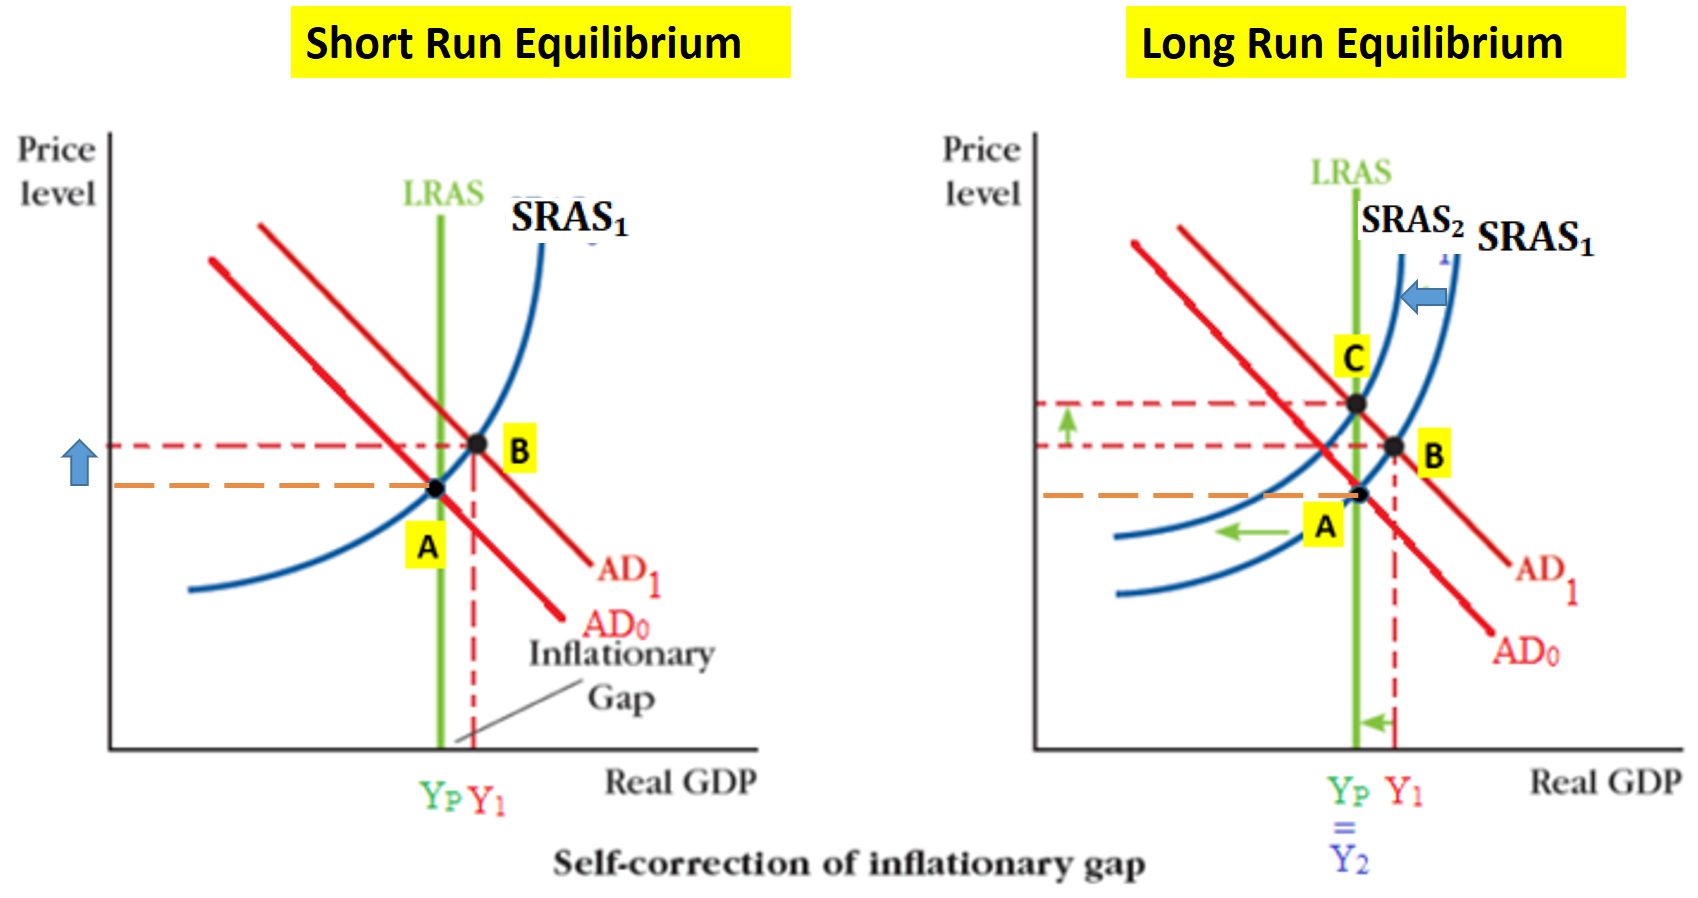 Short Run Equilibrium
Price
level
LRAS
SRAS₁
B
A
AD₁
AD₀
Inflationary
Gap
Real GDP
Yₚ Y₁
Long Run Equilibrium
Price
level
LRAS
SRAS₂
SRAS₁
C
B
A
AD₁
AD₀
Real GDP
Yₚ Y₁
=
Y₂
Self-correction of inflationary gap